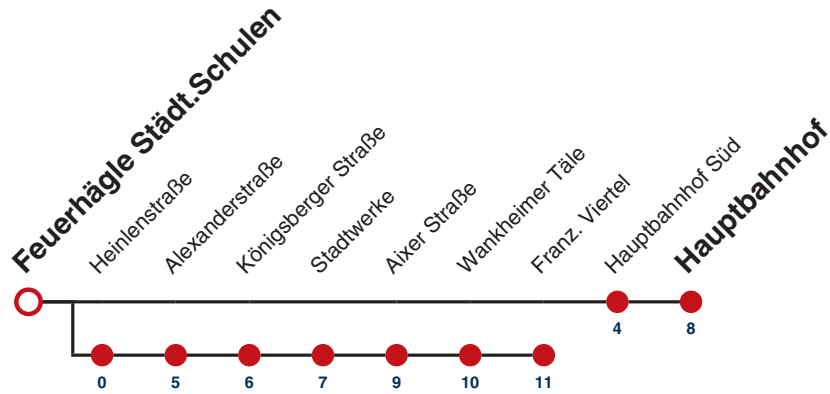 Feuerhägle Städt.Schulen
Heinlenstraße
Alexanderstraße
Königsberger Straße
Stadtwerke
Aixer Straße
Wankheimer Täle
Franz. Viertel
Hauptbahnhof Süd
Hauptbahnhof
4 8
0 5 6 7 9 10 11